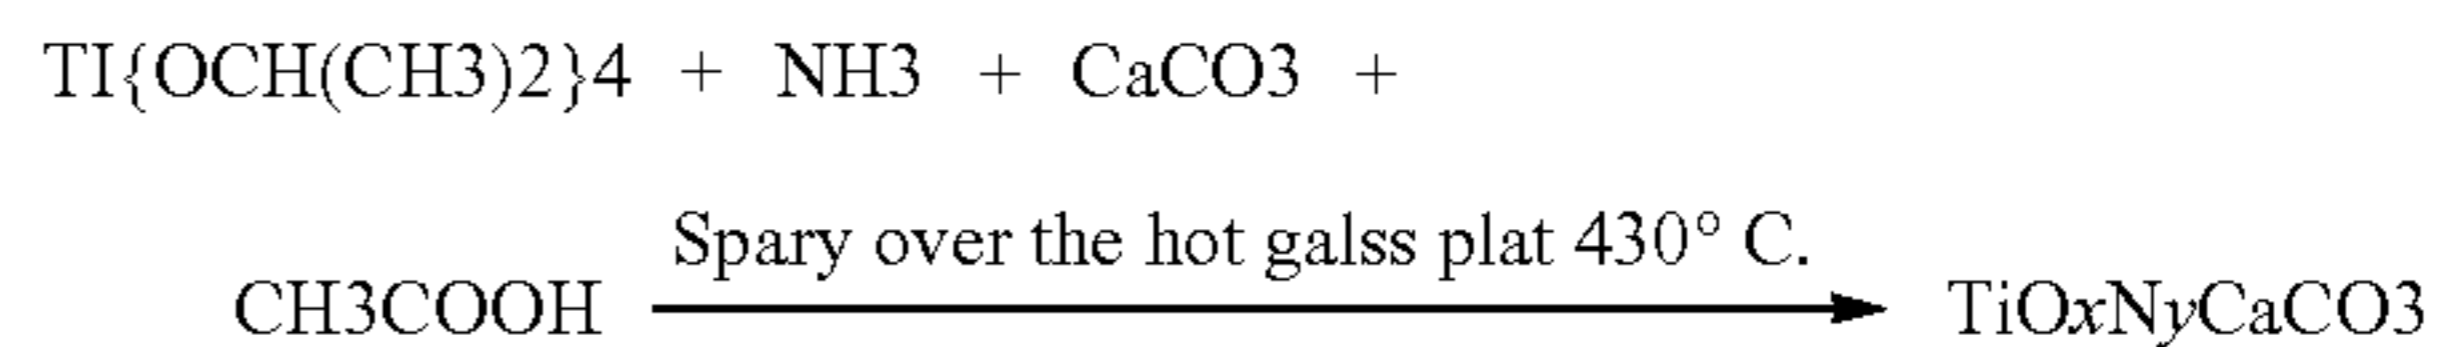 TI{OCH(CH3)2}4 + NH3 + CaCO3 +
Spary over the hot galss plat 430° C.
CH3COOH TiOxNyCaCO3